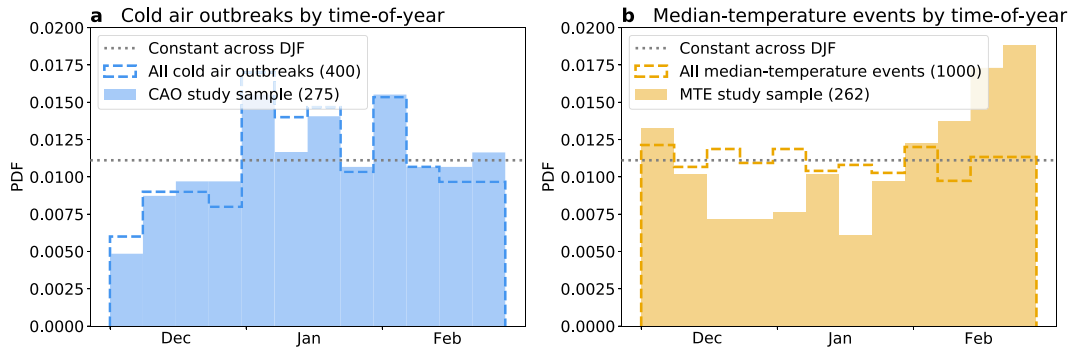 a Cold air outbreaks by time-of-year
0.0200
0.0175
0.0150
0.0125
0.0100
0.0075
0.0050
0.0025
0.0000
PDF
Constant across DJF
All cold air outbreaks (400)
CAO study sample (275)
Dec Jan Feb
b Median-temperature events by time-of-year
0.0200
0.0175
0.0150
0.0125
0.0100
0.0075
0.0050
0.0025
0.0000
PDF
Constant across DJF
All median-temperature events (1000)
MTE study sample (262)
Dec Jan Feb